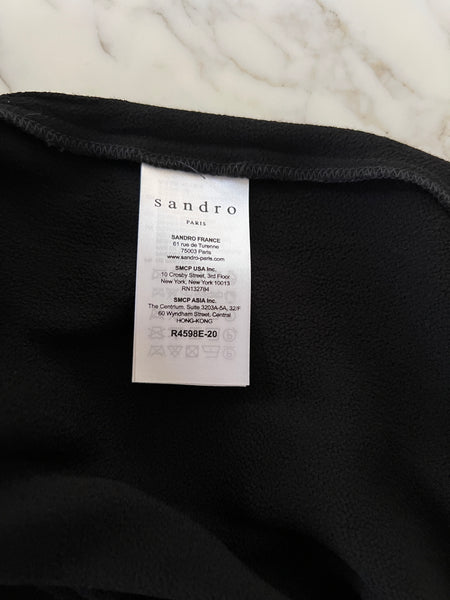 sandro
PARIS
SANDRO FRANCE
61 rue de Turenne
75003 Paris
www.sandro-paris.com
SMCP USA Inc.
10 Crosby Street, 3rd Floor
New York, New York 10013
RN132784
SMCP ASIA Inc.
The Centrium, Suite 3203A-5A, 32/F
60 Wyndham Street, Central
HONG-KONG
R4598E-20